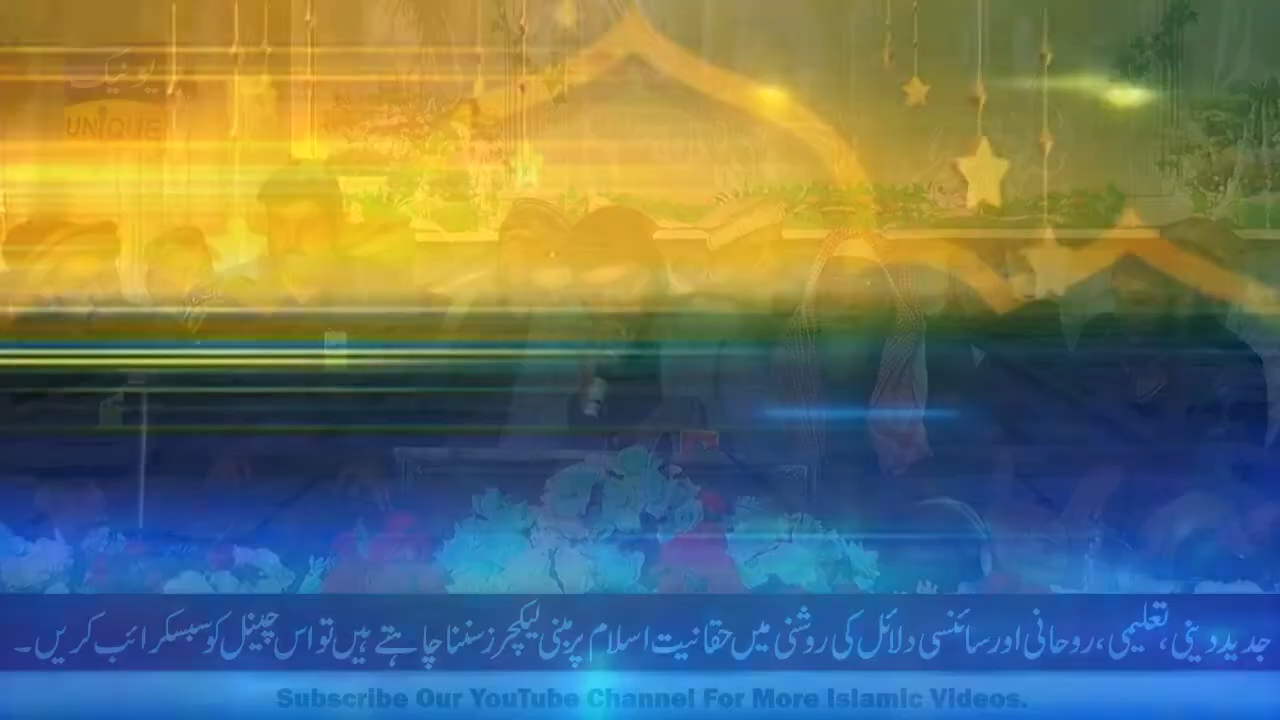 یونیک
UNIQUE
جدید دینی، تعلیمی، روحانی اور سائنسی دلائل کی روشنی میں حقانیت اسلام پر مبنی لیکچرز سننا چاہتے ہیں تو اس چینل کو سبسکرائب کریں۔
Subscribe Our YouTube Channel For More Islamic Videos.